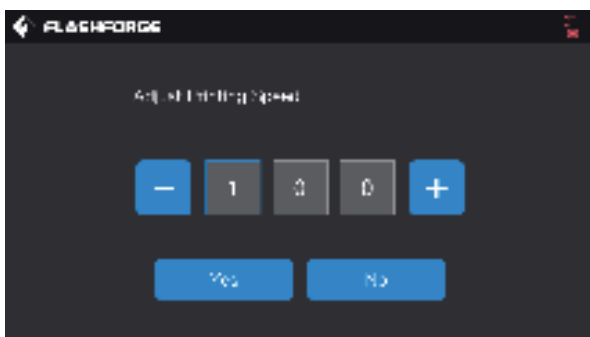 FLASHFORGE
Adjust Printing Speed
− 1 0 0 +
Yes No